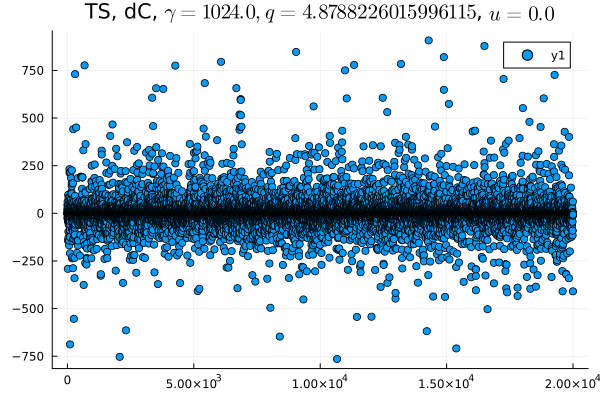 TS, dC, γ = 1024.0, q = 4.8788226015996115, u = 0.0
y1
750
500
250
0
−250
−500
−750
0 5.00×10³ 1.00×10⁴ 1.50×10⁴ 2.00×10⁴